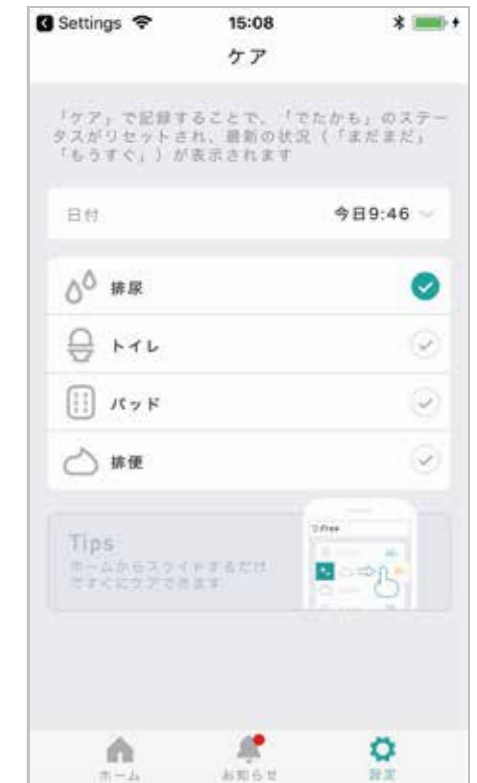 Settings 15:08
ケア
「ケア」で記録することで、「でたかも」のステー
タスがリセットされ、最新の状況（「まだまだ」
「もうすぐ」）が表示されます
日付 今日9:46
排尿
トイレ
パッド
排便
Tips
ホームからスライドするだけ
ですぐにケアできます
D Free
ホーム お知らせ 設定